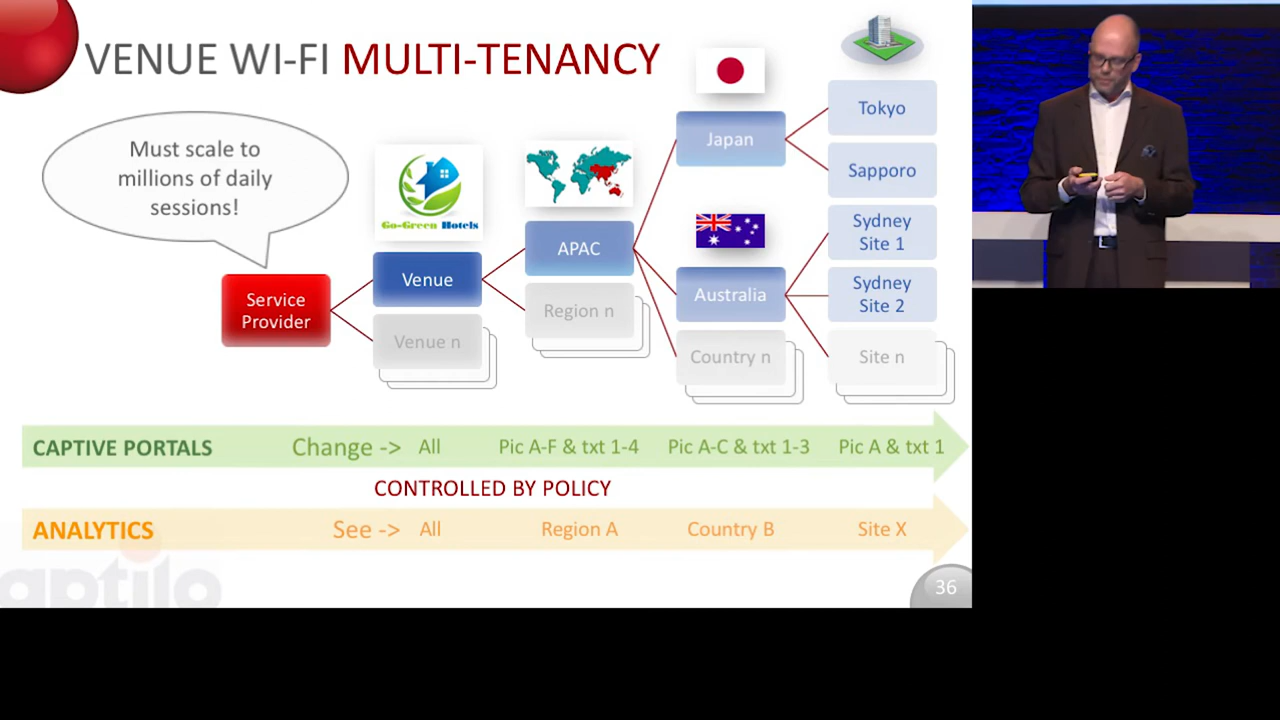 VENUE WI-FI MULTI-TENANCY
Must scale to
millions of daily
sessions!
Go-Green Hotels
Service
Provider
Venue
Venue n
APAC
Region n
Japan
Australia
Country n
Tokyo
Sapporo
Sydney
Site 1
Sydney
Site 2
Site n
CAPTIVE PORTALS Change -> All Pic A-F & txt 1-4 Pic A-C & txt 1-3 Pic A & txt 1
CONTROLLED BY POLICY
ANALYTICS See -> All Region A Country B Site X
aptilo
36